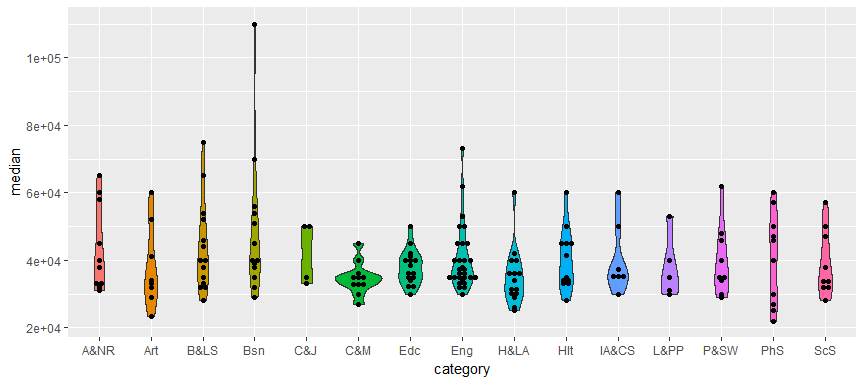 median
1e+05
8e+04
6e+04
4e+04
2e+04
A&NR Art B&LS Bsn C&J C&M Edc Eng H&LA Hlt IA&CS L&PP P&SW PhS ScS
category